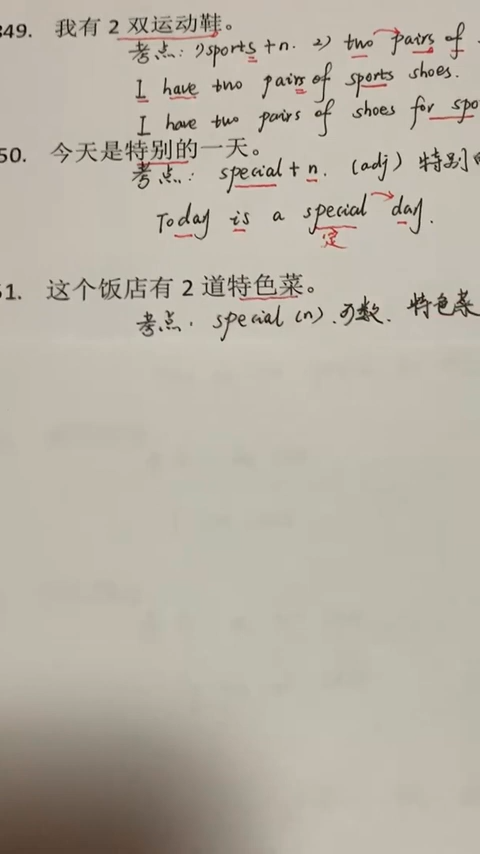 349. 我有 2 双运动鞋。
考点: 1) sports + n. 2) two pairs of
I have two pairs of sports shoes.
I have two pairs of shoes for spo
50. 今天是特别的一天。
考点: special + n. (adj) 特别
Today is a special day.
定
51. 这个饭店有 2 道特色菜。
考点. special (n). 可数. 特色菜